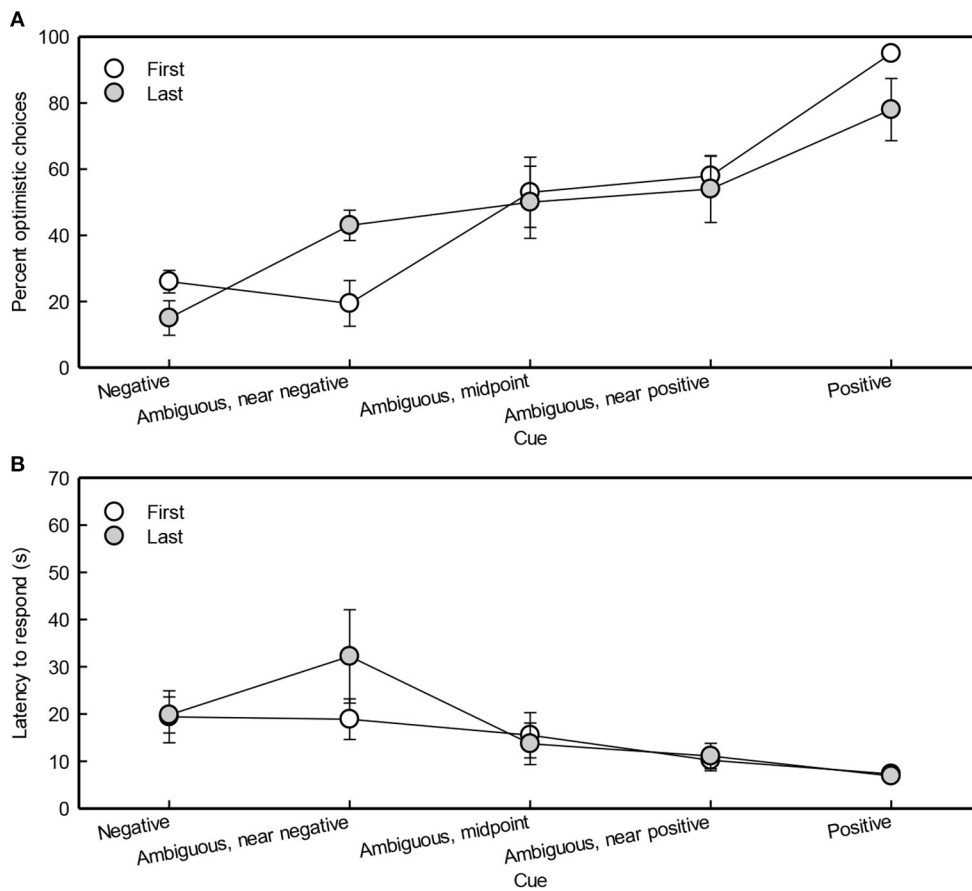 A
100
80
60
40
20
0
Percent optimistic choices
First
Last
Negative
Ambiguous, near negative
Ambiguous, midpoint
Ambiguous, near positive
Positive
Cue
B
70
60
50
40
30
20
10
0
Latency to respond (s)
First
Last
Negative
Ambiguous, near negative
Ambiguous, midpoint
Ambiguous, near positive
Positive
Cue